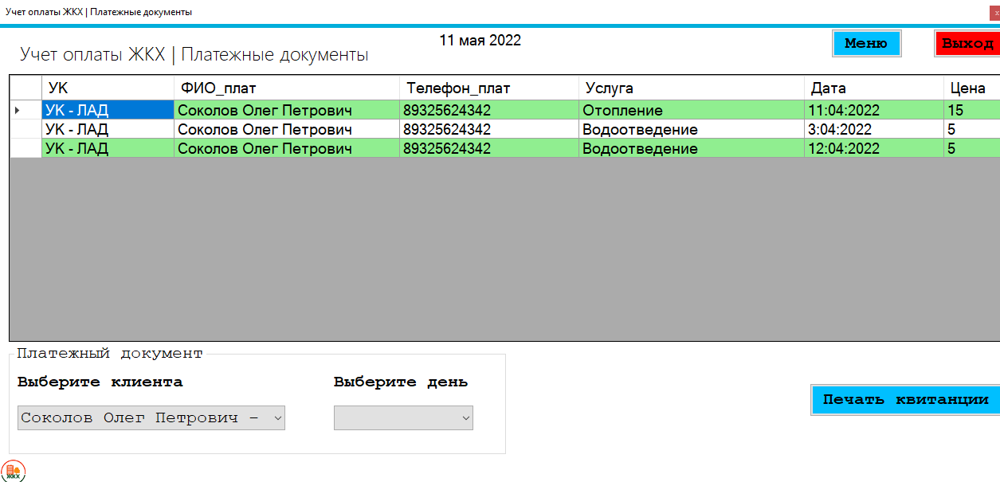 Учет оплаты ЖКХ | Платежные документы
x
11 мая 2022
Меню
Выход
Учет оплаты ЖКХ | Платежные документы
УК ФИО_плат Телефон_плат Услуга Дата Цена
УК - ЛАД Соколов Олег Петрович 89325624342 Отопление 11:04:2022 15
УК - ЛАД Соколов Олег Петрович 89325624342 Водоотведение 3:04:2022 5
УК - ЛАД Соколов Олег Петрович 89325624342 Водоотведение 12:04:2022 5
Платежный документ
Выберите клиента Выберите день
Соколов Олег Петрович –
Печать квитанции
ЖКХ